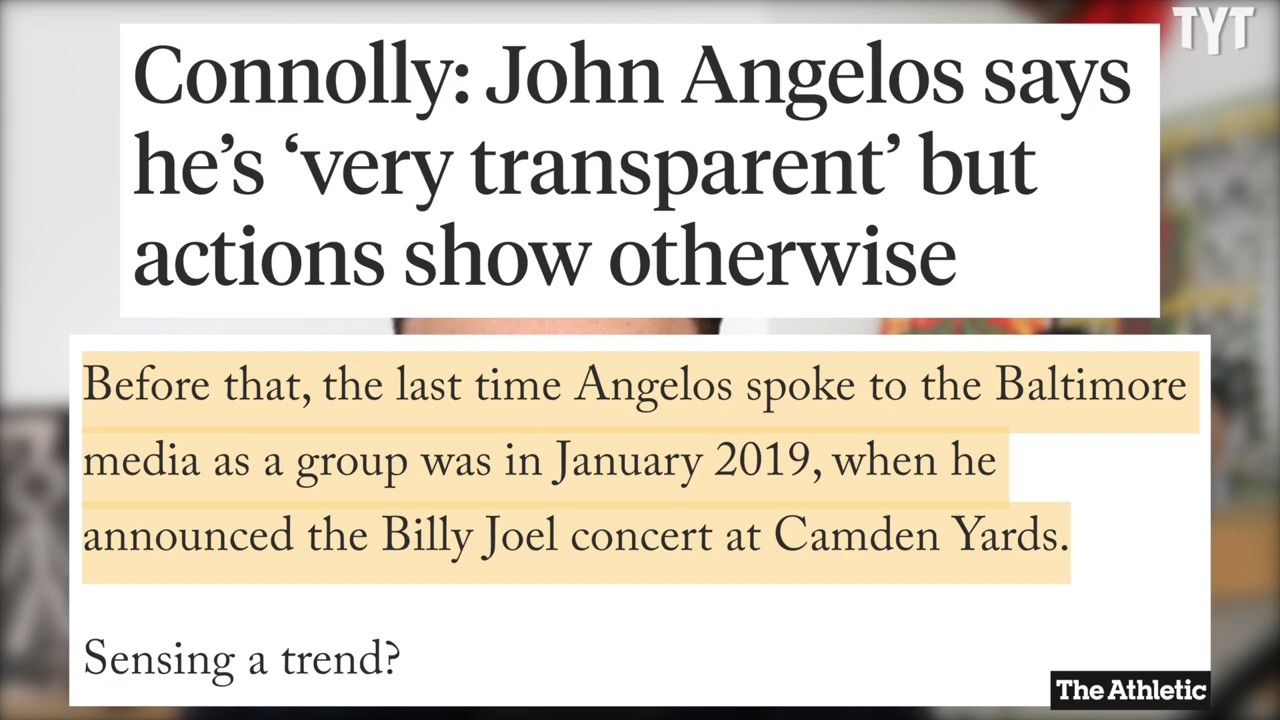 TYT
Connolly: John Angelos says
he’s ‘very transparent’ but
actions show otherwise
Before that, the last time Angelos spoke to the Baltimore
media as a group was in January 2019, when he
announced the Billy Joel concert at Camden Yards.
Sensing a trend?
The Athletic